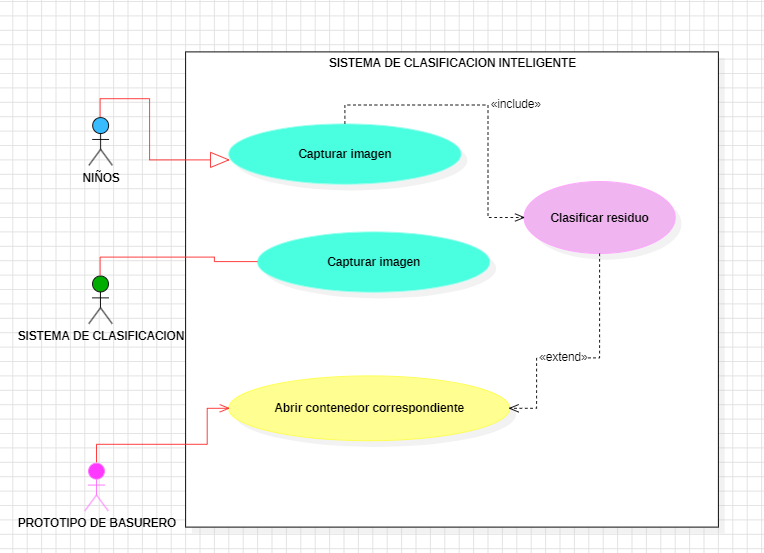 SISTEMA DE CLASIFICACION INTELIGENTE
«include»
Capturar imagen
NIÑOS
Clasificar residuo
Capturar imagen
SISTEMA DE CLASIFICACION
«extend»
Abrir contenedor correspondiente
PROTOTIPO DE BASURERO